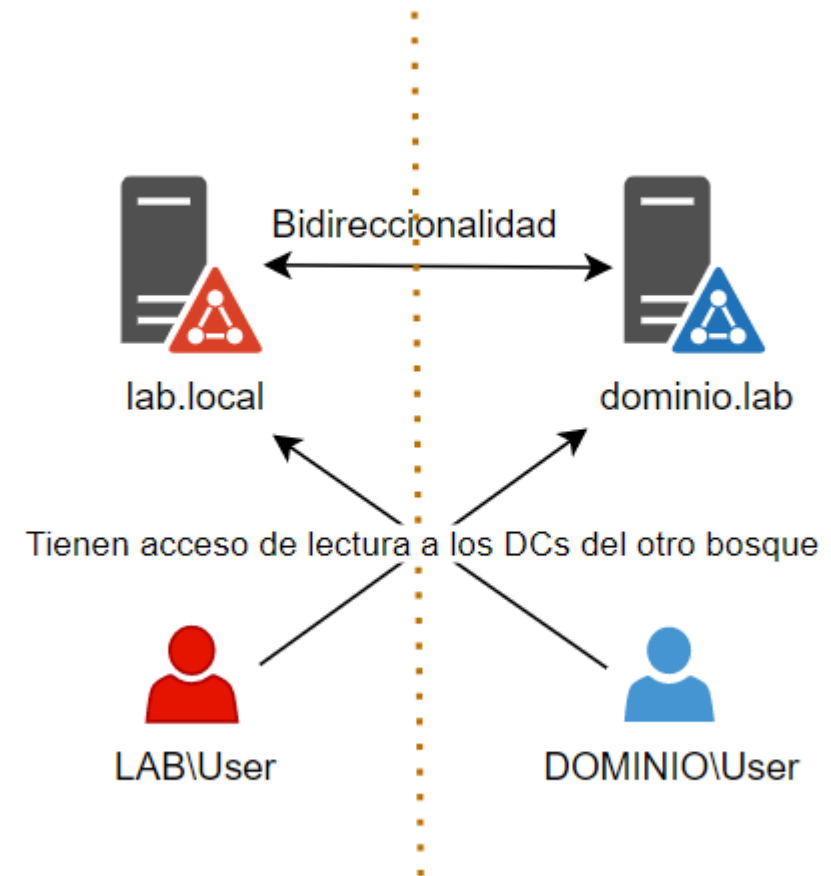 Bidireccionalidad
lab.local
dominio.lab
Tienen acceso de lectura a los DCs del otro bosque
LAB\User
DOMINIO\User